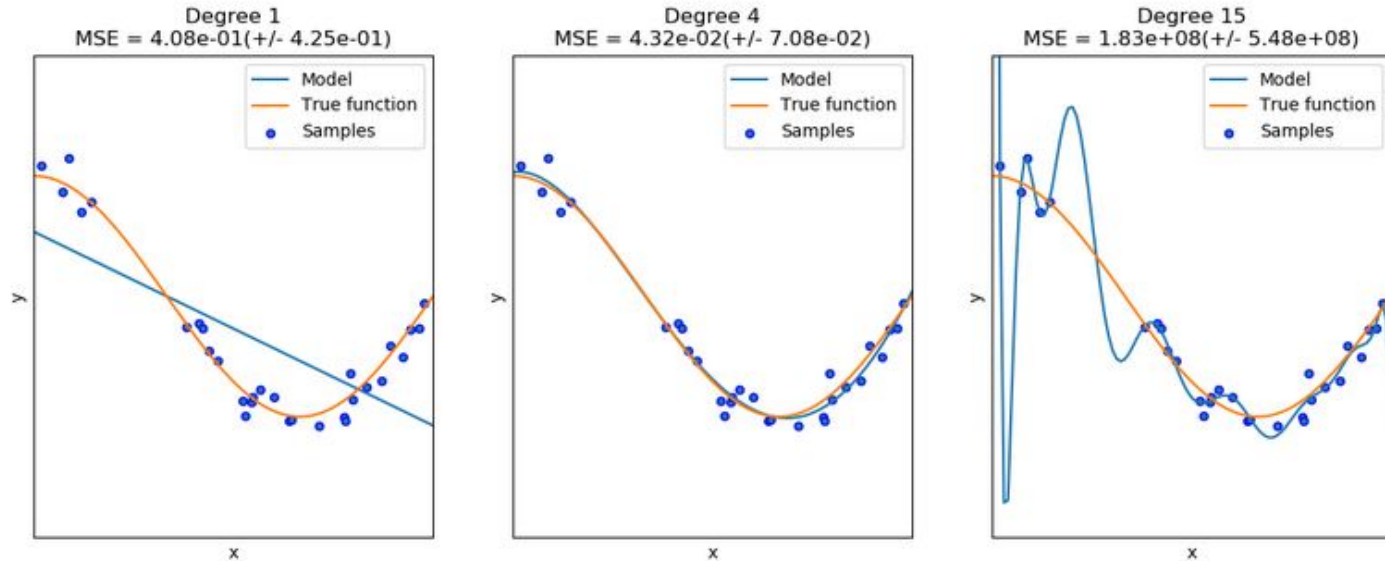 Degree 1
MSE = 4.08e-01(+/- 4.25e-01)
Model
True function
Samples
y
x
Degree 4
MSE = 4.32e-02(+/- 7.08e-02)
Model
True function
Samples
y
x
Degree 15
MSE = 1.83e+08(+/- 5.48e+08)
Model
True function
Samples
y
x